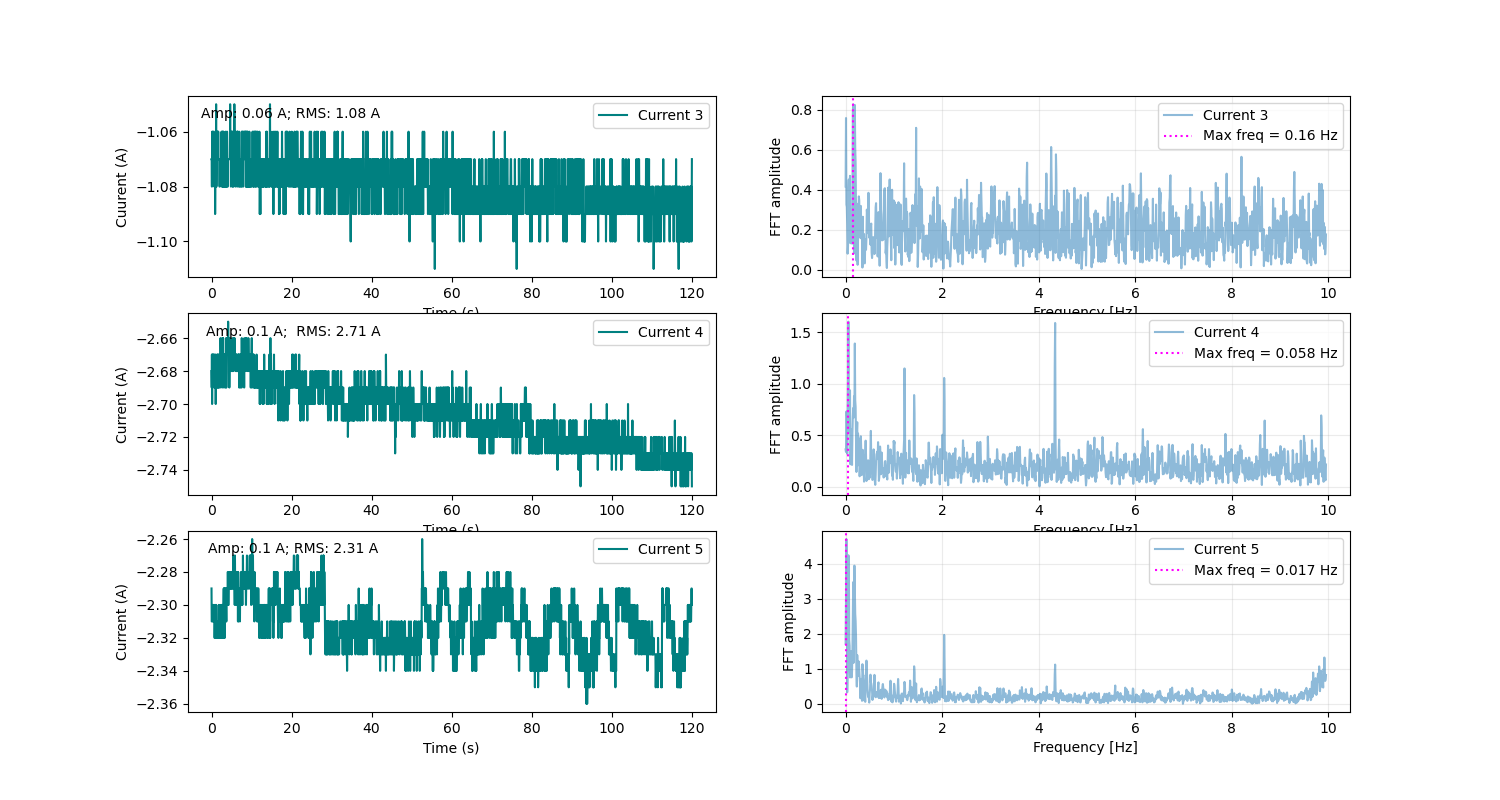 Amp: 0.06 A; RMS: 1.08 A
Current 3
−1.06
−1.08
−1.10
Cuurent (A)
0 20 40 60 80 100 120
Time (s)
Current 3
Max freq = 0.16 Hz
0.8
0.6
0.4
0.2
0.0
FFT amplitude
0 2 4 6 8 10
Frequency [Hz]
Amp: 0.1 A;  RMS: 2.71 A
Current 4
−2.66
−2.68
−2.70
−2.72
−2.74
Current (A)
0 20 40 60 80 100 120
Time (s)
Current 4
Max freq = 0.058 Hz
1.5
1.0
0.5
0.0
FFT amplitude
0 2 4 6 8 10
Frequency [Hz]
Amp: 0.1 A; RMS: 2.31 A
Current 5
−2.26
−2.28
−2.30
−2.32
−2.34
−2.36
Current (A)
0 20 40 60 80 100 120
Time (s)
Current 5
Max freq = 0.017 Hz
4
3
2
1
0
FFT amplitude
0 2 4 6 8 10
Frequency [Hz]